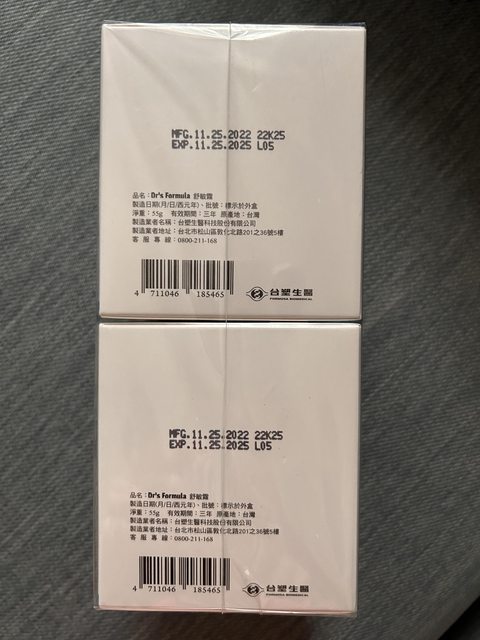 MFG.11.25.2022 22K25
EXP.11.25.2025 L05
品名：Dr's Formula 舒敏霜
製造日期(月/日/西元年)、批號：標示於外盒
淨重：55g 有效期間：三年 原產地：台灣
製造業者名稱：台塑生醫科技股份有限公司
製造業者地址：台北市松山區敦化北路201之36號5樓
客服專線：0800-211-168
4 711046 185465
台塑生醫
FORMOSA BIOMEDICAL
MFG.11.25.2022 22K25
EXP.11.25.2025 L05
品名：Dr's Formula 舒敏霜
製造日期(月/日/西元年)、批號：標示於外盒
淨重：55g 有效期間：三年 原產地：台灣
製造業者名稱：台塑生醫科技股份有限公司
製造業者地址：台北市松山區敦化北路201之36號5樓
客服專線：0800-211-168
4 711046 185465
台塑生醫
FORMOSA BIOMEDICAL